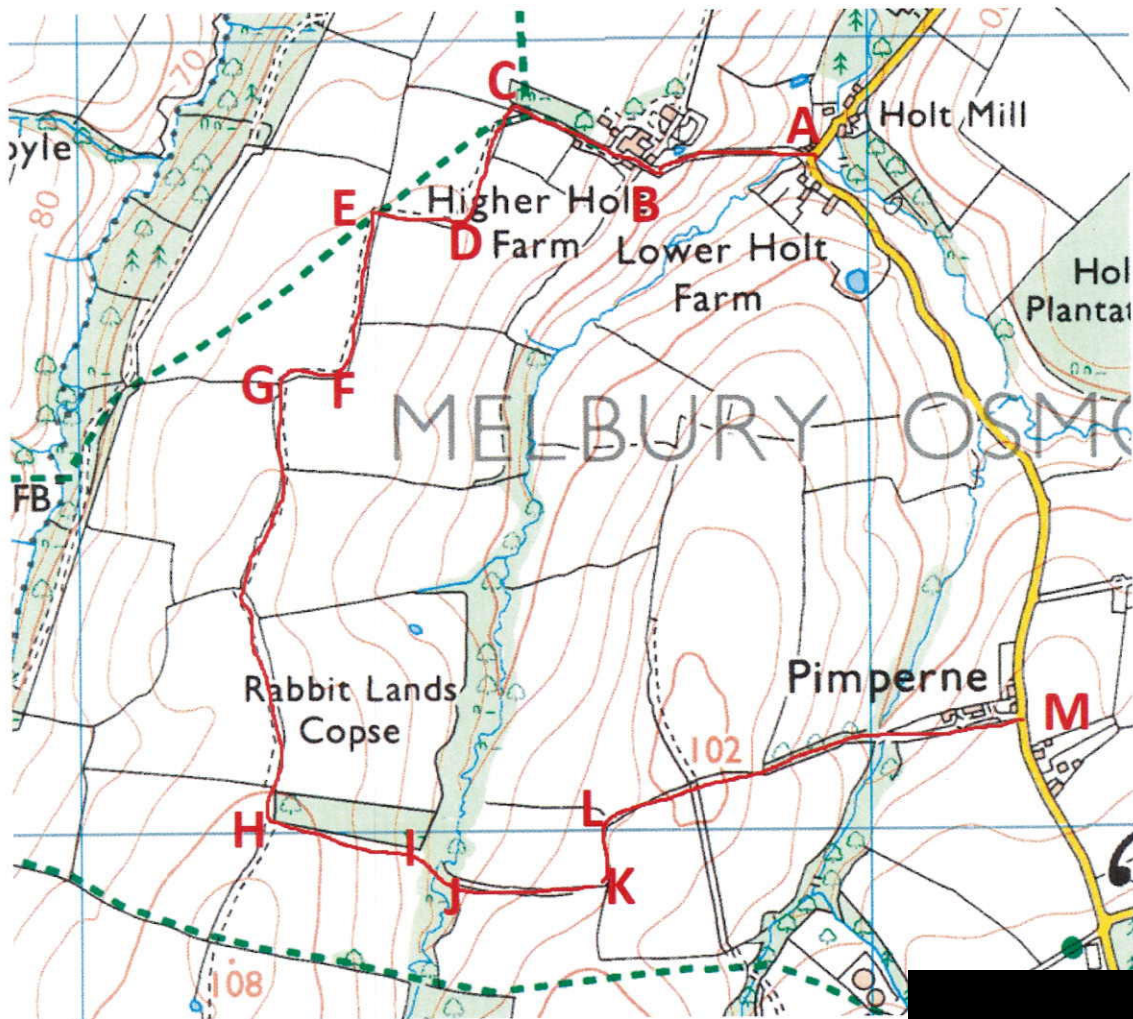 70
C
A
Holt Mill
oyle
80
E
Higher Holt
B
D
Farm
Lower Holt
Farm
Hol
Plantat
G
F
MELBURY OSMO
FB
Rabbit Lands
Copse
Pimperne
M
102
L
H
I
J
K
108